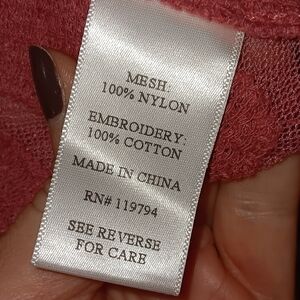 MESH:
100% NYLON
EMBROIDERY:
100% COTTON
MADE IN CHINA
RN# 119794
SEE REVERSE
FOR CARE